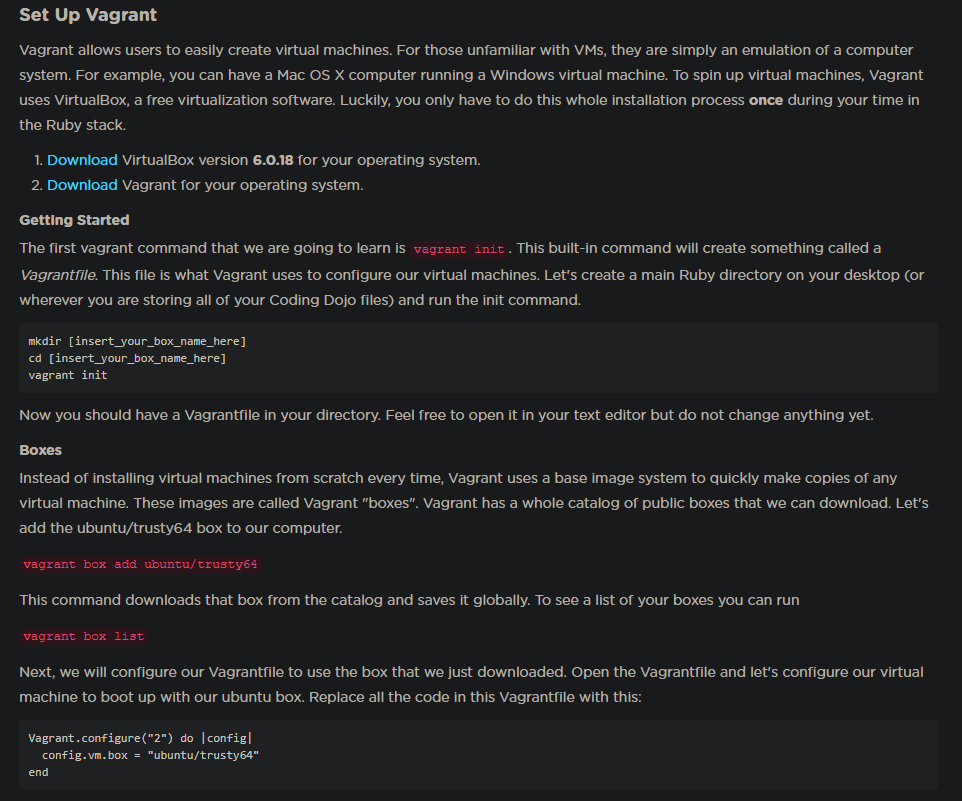 Set Up Vagrant
Vagrant allows users to easily create virtual machines. For those unfamiliar with VMs, they are simply an emulation of a computer
system. For example, you can have a Mac OS X computer running a Windows virtual machine. To spin up virtual machines, Vagrant
uses VirtualBox, a free virtualization software. Luckily, you only have to do this whole installation process once during your time in
the Ruby stack.
1. Download VirtualBox version 6.0.18 for your operating system.
2. Download Vagrant for your operating system.
Getting Started
The first vagrant command that we are going to learn is vagrant init. This built-in command will create something called a
Vagrantfile. This file is what Vagrant uses to configure our virtual machines. Let's create a main Ruby directory on your desktop (or
wherever you are storing all of your Coding Dojo files) and run the init command.
mkdir [insert_your_box_name_here]
cd [insert_your_box_name_here]
vagrant init
Now you should have a Vagrantfile in your directory. Feel free to open it in your text editor but do not change anything yet.
Boxes
Instead of installing virtual machines from scratch every time, Vagrant uses a base image system to quickly make copies of any
virtual machine. These images are called Vagrant "boxes". Vagrant has a whole catalog of public boxes that we can download. Let's
add the ubuntu/trusty64 box to our computer.
vagrant box add ubuntu/trusty64
This command downloads that box from the catalog and saves it globally. To see a list of your boxes you can run
vagrant box list
Next, we will configure our Vagrantfile to use the box that we just downloaded. Open the Vagrantfile and let's configure our virtual
machine to boot up with our ubuntu box. Replace all the code in this Vagrantfile with this:
Vagrant.configure("2") do |config|
  config.vm.box = "ubuntu/trusty64"
end